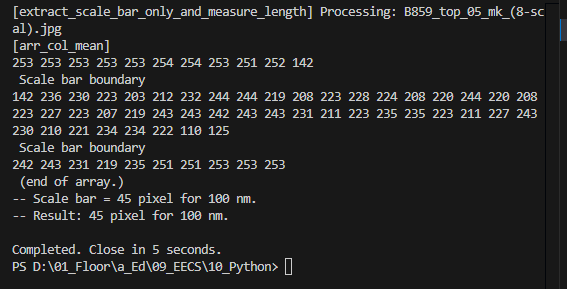 [extract_scale_bar_only_and_measure_length] Processing: B859_top_05_mk_(8-sc
al).jpg
[arr_col_mean]
253 253 253 253 253 254 254 253 251 252 142
Scale bar boundary
142 236 230 223 203 212 232 244 244 219 208 223 228 224 208 220 244 220 208
223 227 223 207 219 243 243 242 243 243 231 211 223 235 235 223 211 227 243
230 210 221 234 234 222 110 125
Scale bar boundary
242 243 231 219 235 251 251 253 253 253
(end of array.)
-- Scale bar = 45 pixel for 100 nm.
-- Result: 45 pixel for 100 nm.
Completed. Close in 5 seconds.
PS D:\01_Floor\a_Ed\09_EECS\10_Python>